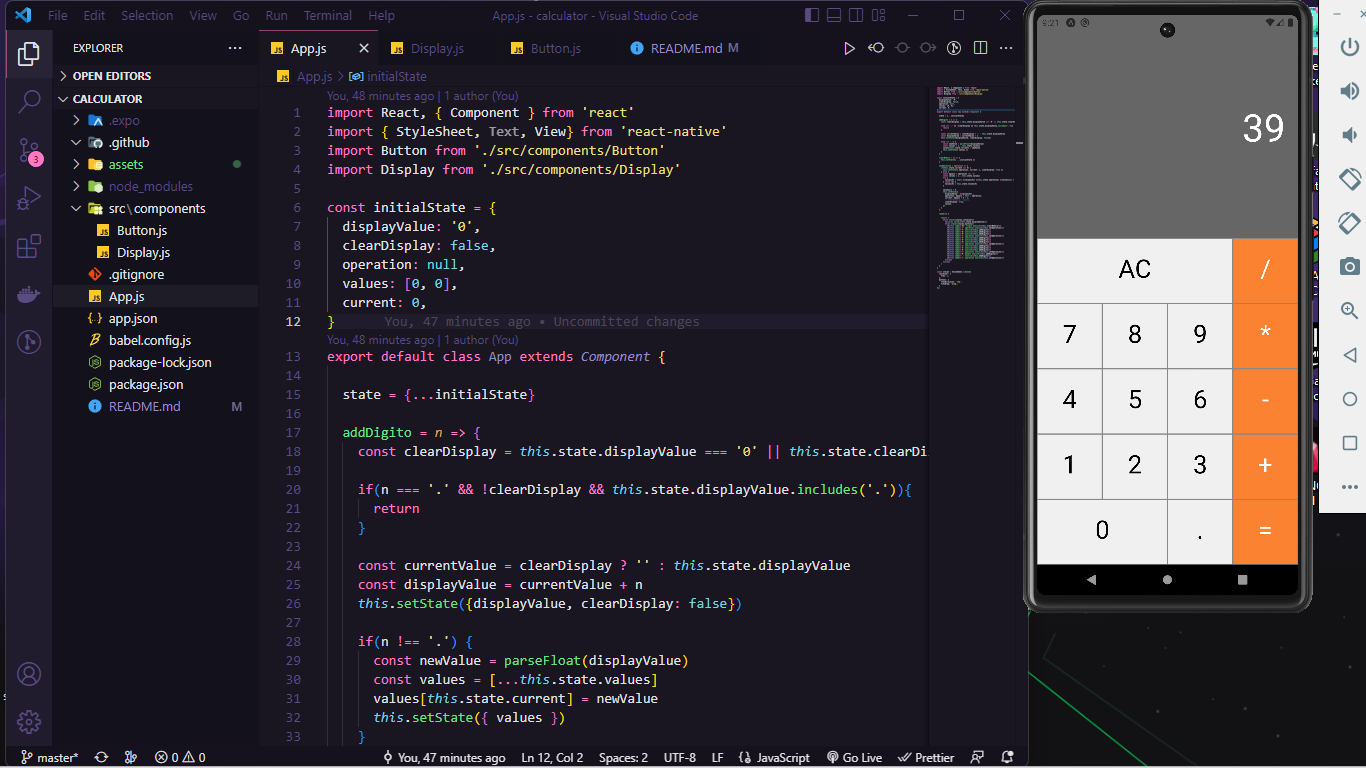 File Edit Selection View Go Run Terminal Help
App.js - calculator - Visual Studio Code
EXPLORER
OPEN EDITORS
CALCULATOR
.expo
.github
assets
node_modules
src\components
Button.js
Display.js
.gitignore
App.js
app.json
babel.config.js
package-lock.json
package.json
README.md M
3
App.js Display.js Button.js README.md M
App.js > initialState
You, 48 minutes ago | 1 author (You)
1 import React, { Component } from 'react'
2 import { StyleSheet, Text, View} from 'react-native'
3 import Button from './src/components/Button'
4 import Display from './src/components/Display'
5
6 const initialState = {
7 displayValue: '0',
8 clearDisplay: false,
9 operation: null,
10 values: [0, 0],
11 current: 0,
12 } You, 47 minutes ago • Uncommitted changes
You, 48 minutes ago | 1 author (You)
13 export default class App extends Component {
14
15 state = {...initialState}
16
17 addDigito = n => {
18 const clearDisplay = this.state.displayValue === '0' || this.state.clearDi
19
20 if(n === '.' && !clearDisplay && this.state.displayValue.includes('.')){
21 return
22 }
23
24 const currentValue = clearDisplay ? '' : this.state.displayValue
25 const displayValue = currentValue + n
26 this.setState({displayValue, clearDisplay: false})
27
28 if(n !== '.') {
29 const newValue = parseFloat(displayValue)
30 const values = [...this.state.values]
31 values[this.state.current] = newValue
32 this.setState({ values })
33 }
master* 0 0 You, 47 minutes ago Ln 12, Col 2 Spaces: 2 UTF-8 LF {} JavaScript Go Live Prettier
9:21
39
AC /
7 8 9 *
4 5 6 -
1 2 3 +
0 . =